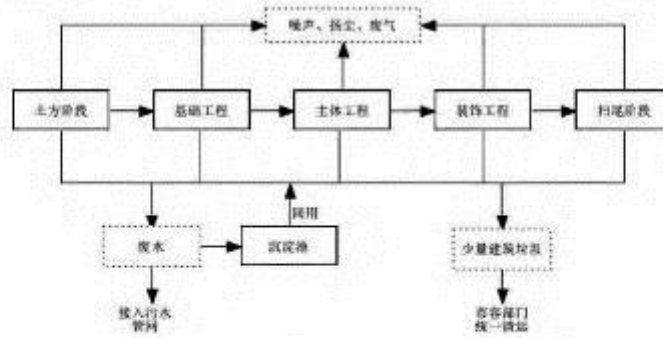 噪声、扬尘、废气
土方阶段
基础工程
主体工程
装饰工程
扫尾阶段
回用
废水
沉淀池
少量建筑垃圾
接入污水
管网
市容部门
统一清运